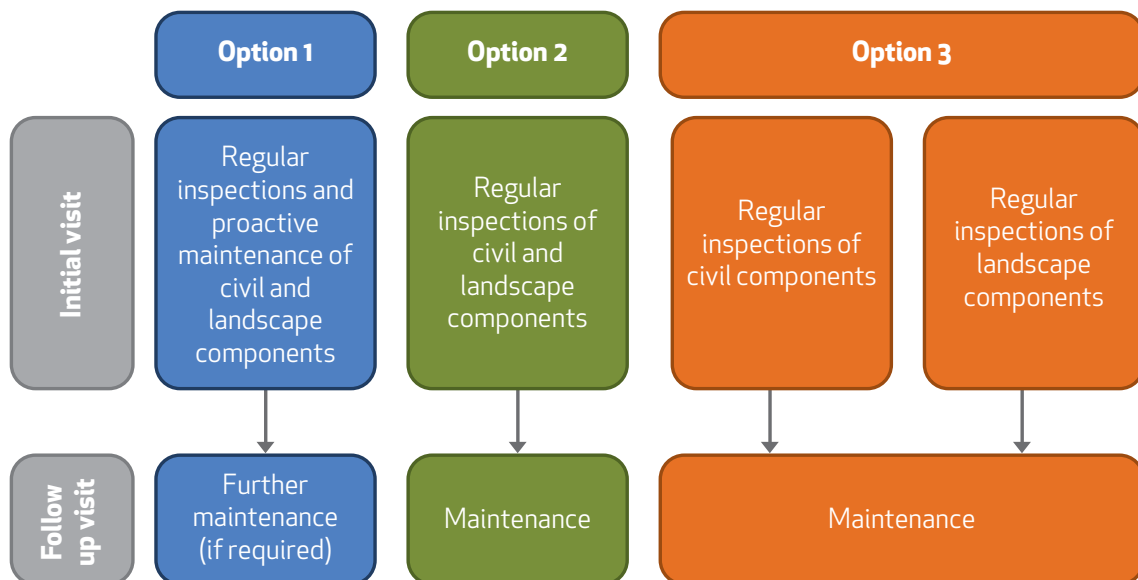 Option 1
Option 2
Option 3
Initial visit
Regular
inspections and
proactive
maintenance of
civil and
landscape
components
Regular
inspections of
civil and
landscape
components
Regular
inspections of
civil components
Regular
inspections of
landscape
components
Follow
up visit
Further
maintenance
(if required)
Maintenance
Maintenance